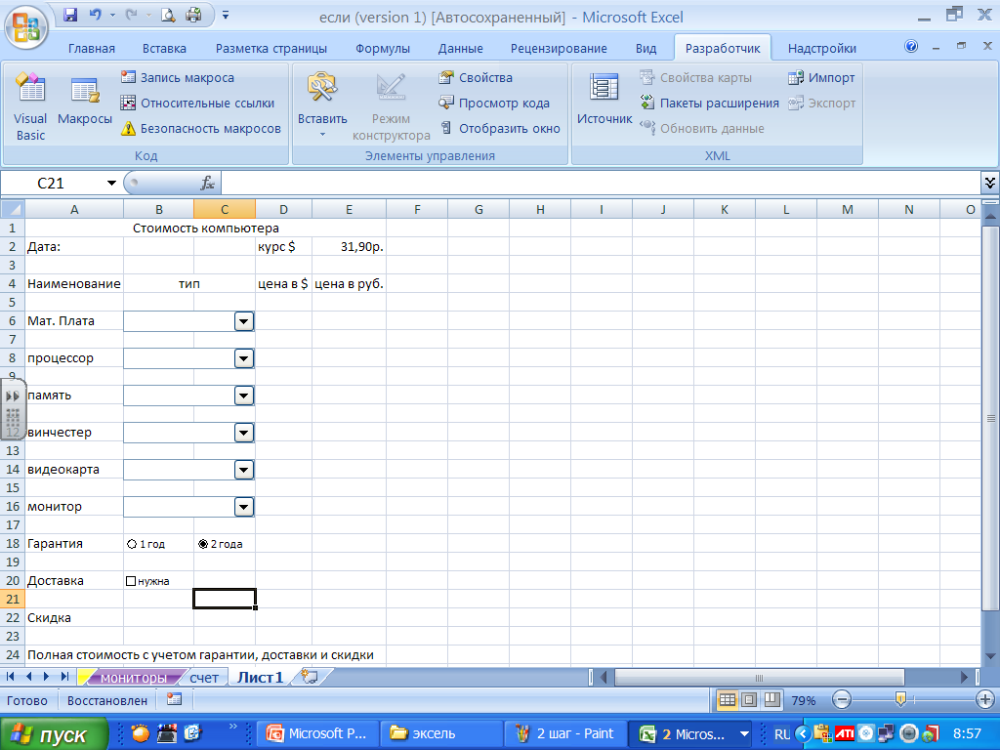 если (version 1) [Автосохраненный] - Microsoft Excel
Главная Вставка Разметка страницы Формулы Данные Рецензирование Вид Разработчик Надстройки
Visual Basic
Макросы
Запись макроса
Относительные ссылки
Безопасность макросов
Код
Вставить
Режим конструктора
Свойства
Просмотр кода
Отобразить окно
Элементы управления
Источник
Свойства карты
Пакеты расширения
Обновить данные
Импорт
Экспорт
XML
C21 fx
A B C D E F G H I J K L M N O
1 Стоимость компьютера
2 Дата: курс $ 31,90р.
3
4 Наименование тип цена в $ цена в руб.
5
6 Мат. Плата
7
8 процессор
9
память
12 винчестер
13
14 видеокарта
15
16 монитор
17
18 Гарантия 1 год 2 года
19
20 Доставка нужна
21
22 Скидка
23
24 Полная стоимость с учетом гарантии, доставки и скидки
мониторы счет Лист1
Готово Восстановлен 79%
пуск Microsoft P... эксель 2 шаг - Paint 2 Micros... RU ATI 8:57